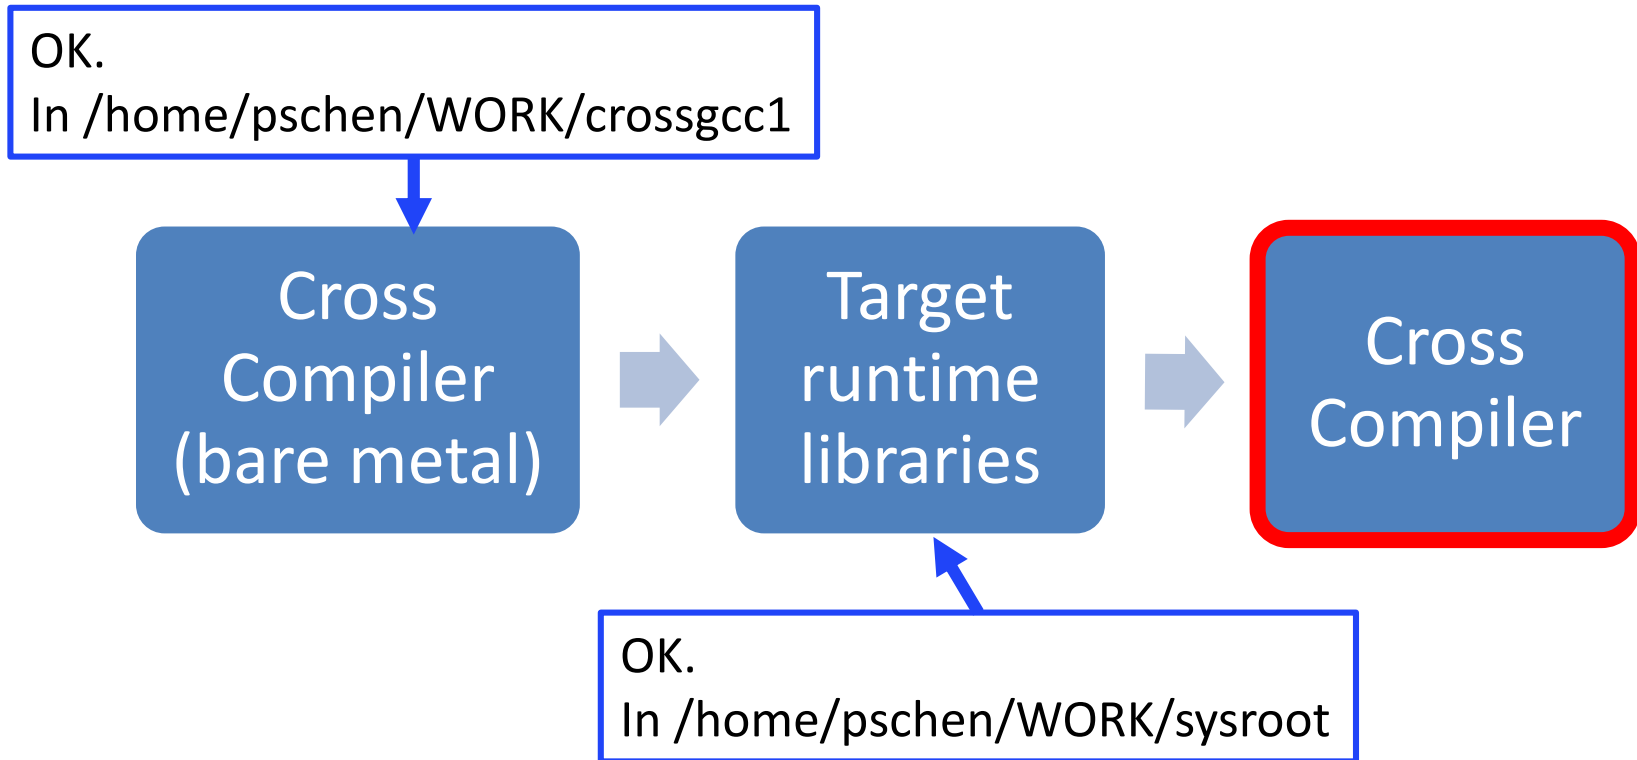 OK.
In /home/pschen/WORK/crossgcc1
Cross
Compiler
(bare metal)
Target
runtime
libraries
Cross
Compiler
OK.
In /home/pschen/WORK/sysroot